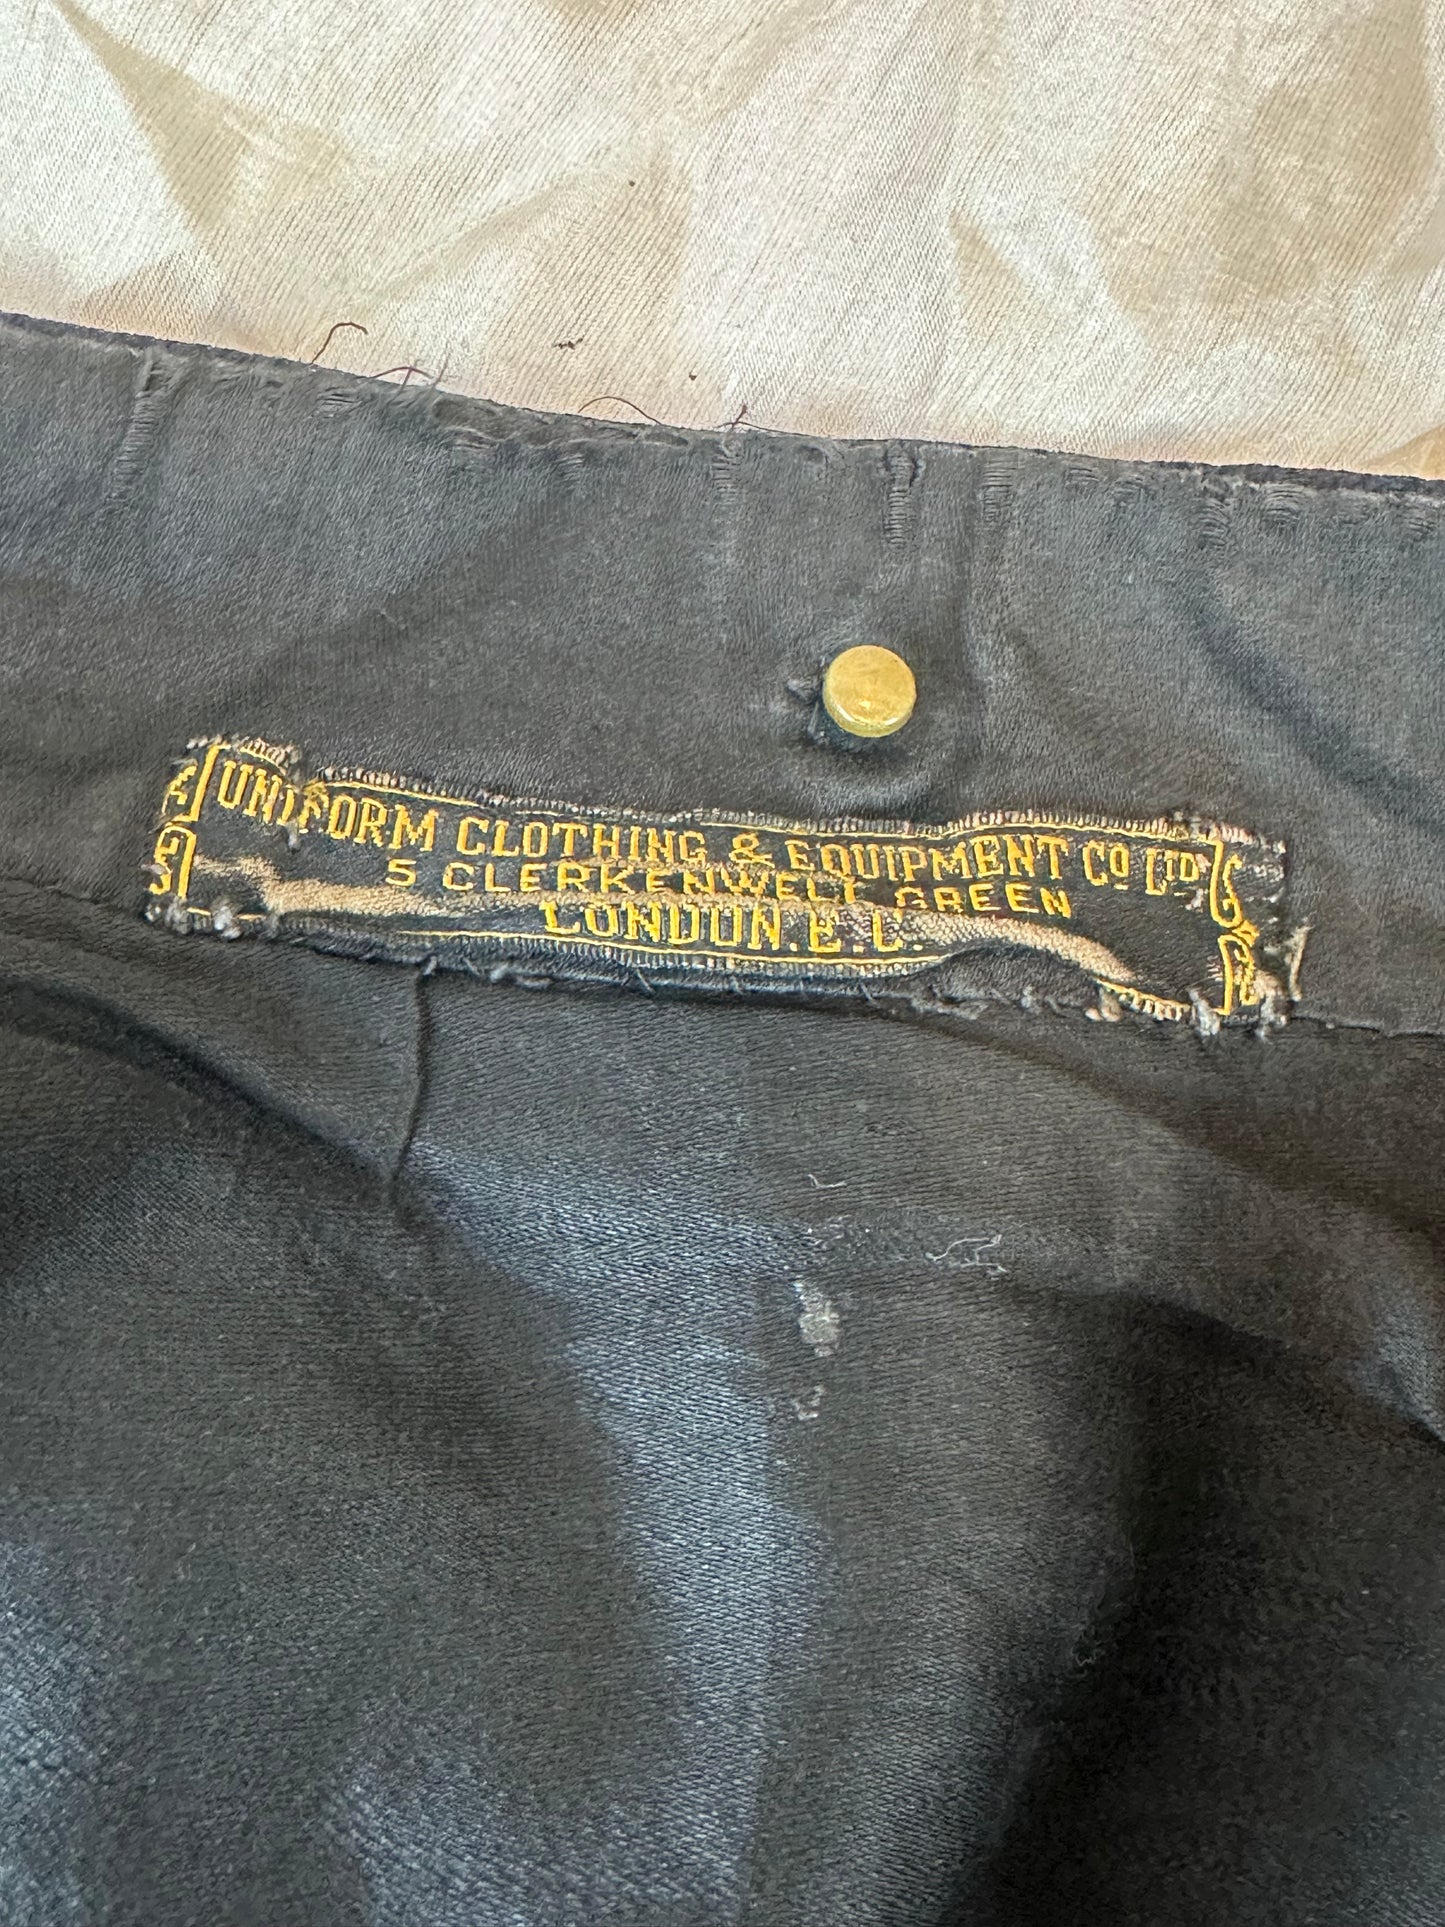 UNIFORM CLOTHING & EQUIPMENT CO LTD
5 CLERKENWELL GREEN
LONDON. E. C.